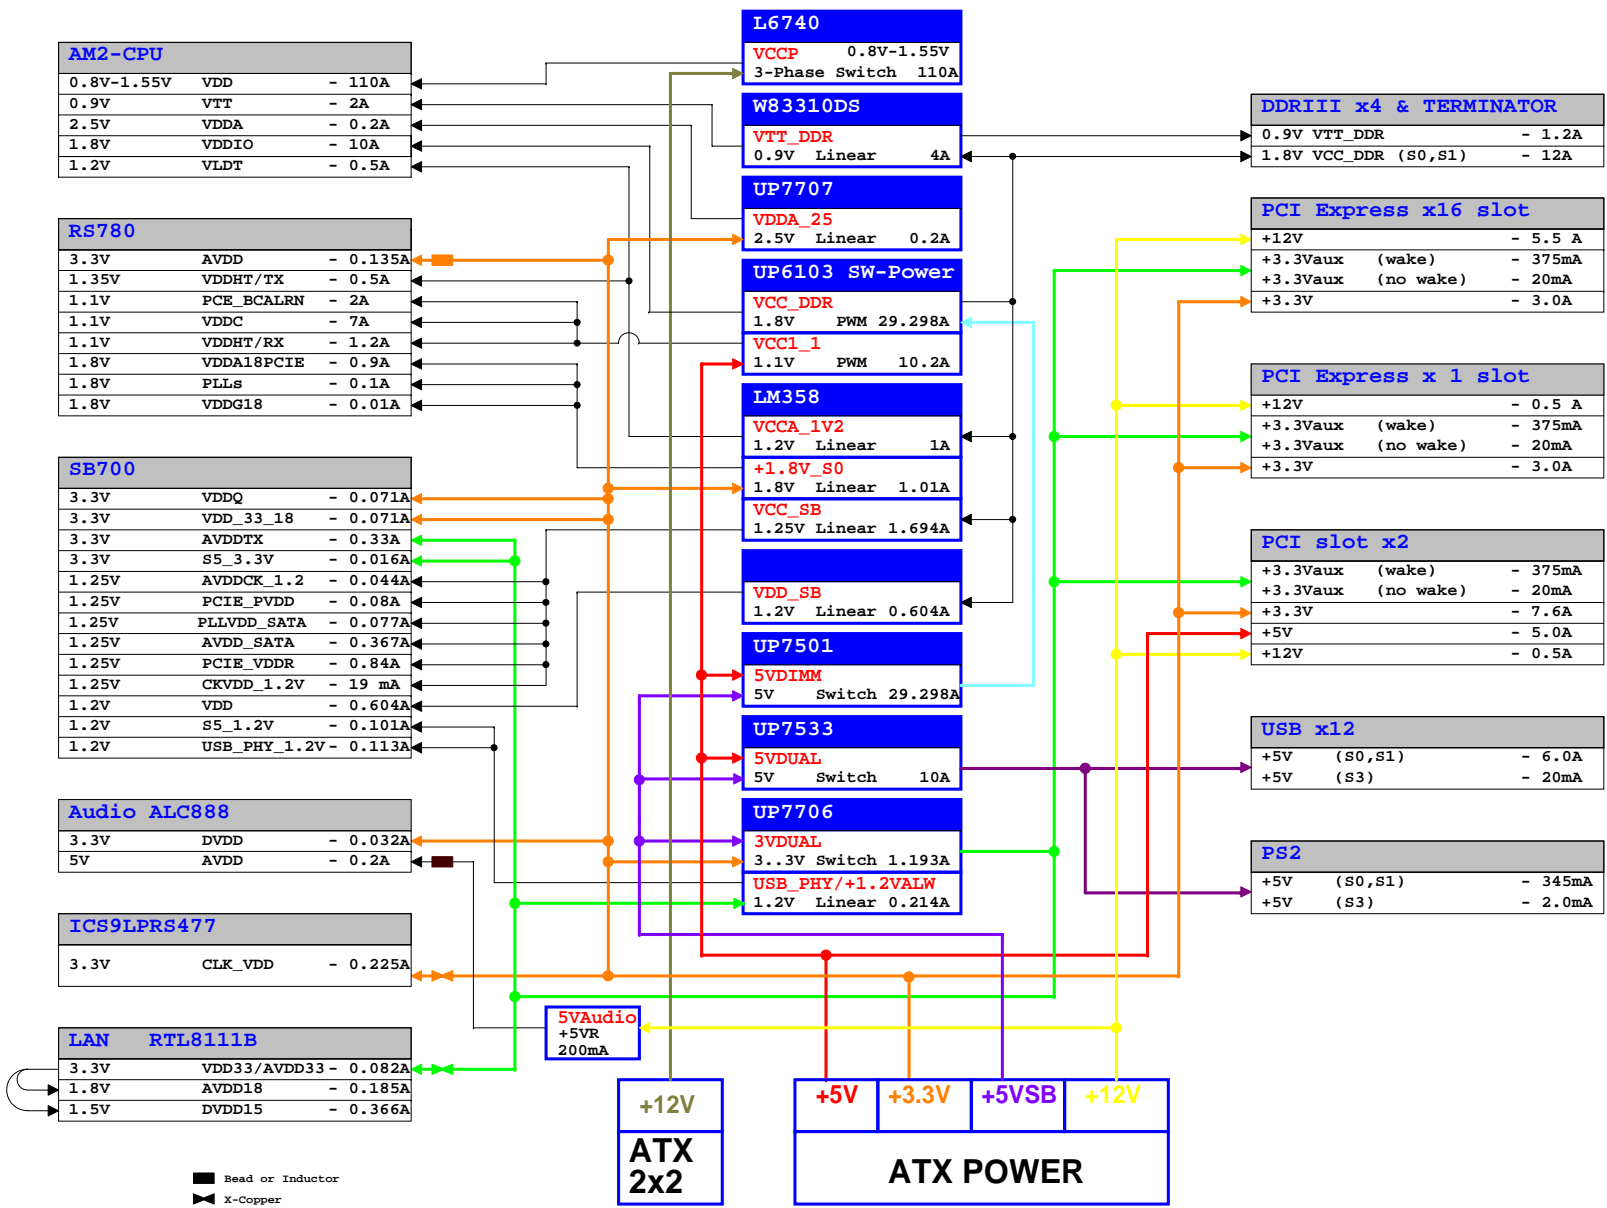 AM2-CPU
0.8V-1.55V VDD - 110A
0.9V VTT - 2A
2.5V VDDA - 0.2A
1.8V VDDIO - 10A
1.2V VLDT - 0.5A
RS780
3.3V AVDD - 0.135A
1.35V VDDHT/TX - 0.5A
1.1V PCE_BCALRN - 2A
1.1V VDDC - 7A
1.1V VDDHT/RX - 1.2A
1.8V VDDA18PCIE - 0.9A
1.8V PLLs - 0.1A
1.8V VDDG18 - 0.01A
SB700
3.3V VDDQ - 0.071A
3.3V VDD_33_18 - 0.071A
3.3V AVDDTX - 0.33A
3.3V S5_3.3V - 0.016A
1.25V AVDDCK_1.2 - 0.044A
1.25V PCIE_PVDD - 0.08A
1.25V PLLVDD_SATA - 0.077A
1.25V AVDD_SATA - 0.367A
1.25V PCIE_VDDR - 0.84A
1.25V CKVDD_1.2V - 19 mA
1.2V VDD - 0.604A
1.2V S5_1.2V - 0.101A
1.2V USB_PHY_1.2V - 0.113A
Audio ALC888
3.3V DVDD - 0.032A
5V AVDD - 0.2A
ICS9LPRS477
3.3V CLK_VDD - 0.225A
LAN RTL8111B
3.3V VDD33/AVDD33 - 0.082A
1.8V AVDD18 - 0.185A
1.5V DVDD15 - 0.366A
Bead or Inductor
X-Copper
L6740
VCCP 0.8V-1.55V
3-Phase Switch 110A
W83310DS
VTT_DDR
0.9V Linear 4A
UP7707
VDDA_25
2.5V Linear 0.2A
UP6103 SW-Power
VCC_DDR
1.8V PWM 29.298A
VCC1_1
1.1V PWM 10.2A
LM358
VCCA_1V2
1.2V Linear 1A
+1.8V_S0
1.8V Linear 1.01A
VCC_SB
1.25V Linear 1.694A
VDD_SB
1.2V Linear 0.604A
UP7501
5VDIMM
5V Switch 29.298A
UP7533
5VDUAL
5V Switch 10A
UP7706
3VDUAL
3..3V Switch 1.193A
USB_PHY/+1.2VALW
1.2V Linear 0.214A
5VAudio
+5VR
200mA
+12V
ATX
2x2
+5V +3.3V +5VSB +12V
ATX POWER
DDRIII x4 & TERMINATOR
0.9V VTT_DDR - 1.2A
1.8V VCC_DDR (S0,S1) - 12A
PCI Express x16 slot
+12V - 5.5 A
+3.3Vaux (wake) - 375mA
+3.3Vaux (no wake) - 20mA
+3.3V - 3.0A
PCI Express x 1 slot
+12V - 0.5 A
+3.3Vaux (wake) - 375mA
+3.3Vaux (no wake) - 20mA
+3.3V - 3.0A
PCI slot x2
+3.3Vaux (wake) - 375mA
+3.3Vaux (no wake) - 20mA
+3.3V - 7.6A
+5V - 5.0A
+12V - 0.5A
USB x12
+5V (S0,S1) - 6.0A
+5V (S3) - 20mA
PS2
+5V (S0,S1) - 345mA
+5V (S3) - 2.0mA